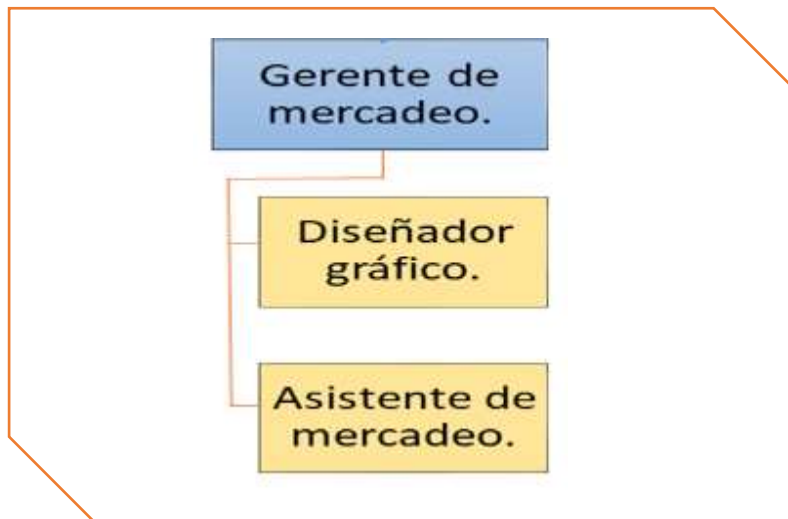 Gerente de
mercadeo.
Diseñador
gráfico.
Asistente de
mercadeo.